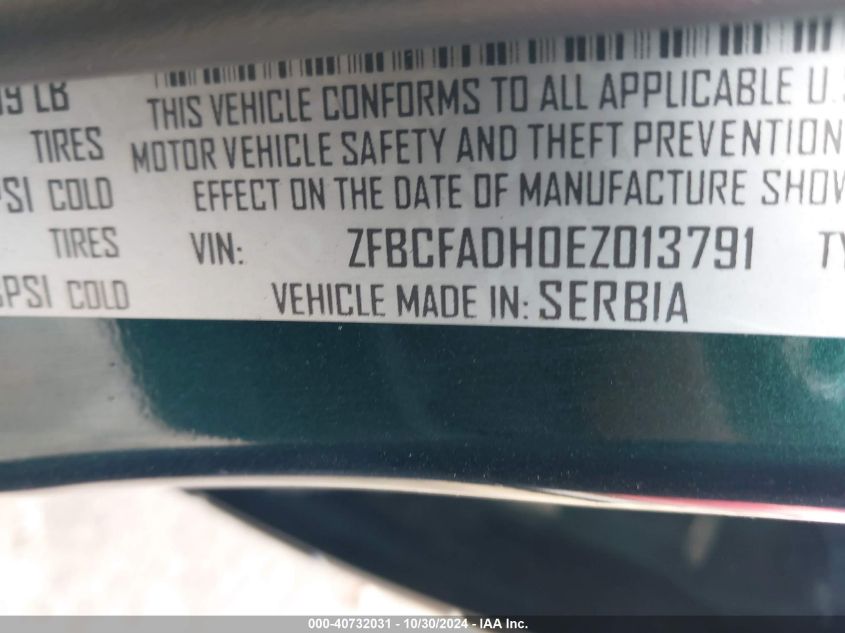 19 LB
THIS VEHICLE CONFORMS TO ALL APPLICABLE U.S
TIRES
MOTOR VEHICLE SAFETY AND THEFT PREVENTION
PSI COLD
EFFECT ON THE DATE OF MANUFACTURE SHOW
TIRES
VIN: ZFBCFADH0EZ013791 TY
PSI COLD
VEHICLE MADE IN: SERBIA
000-40732031 - 10/30/2024 - © IAA, Inc.